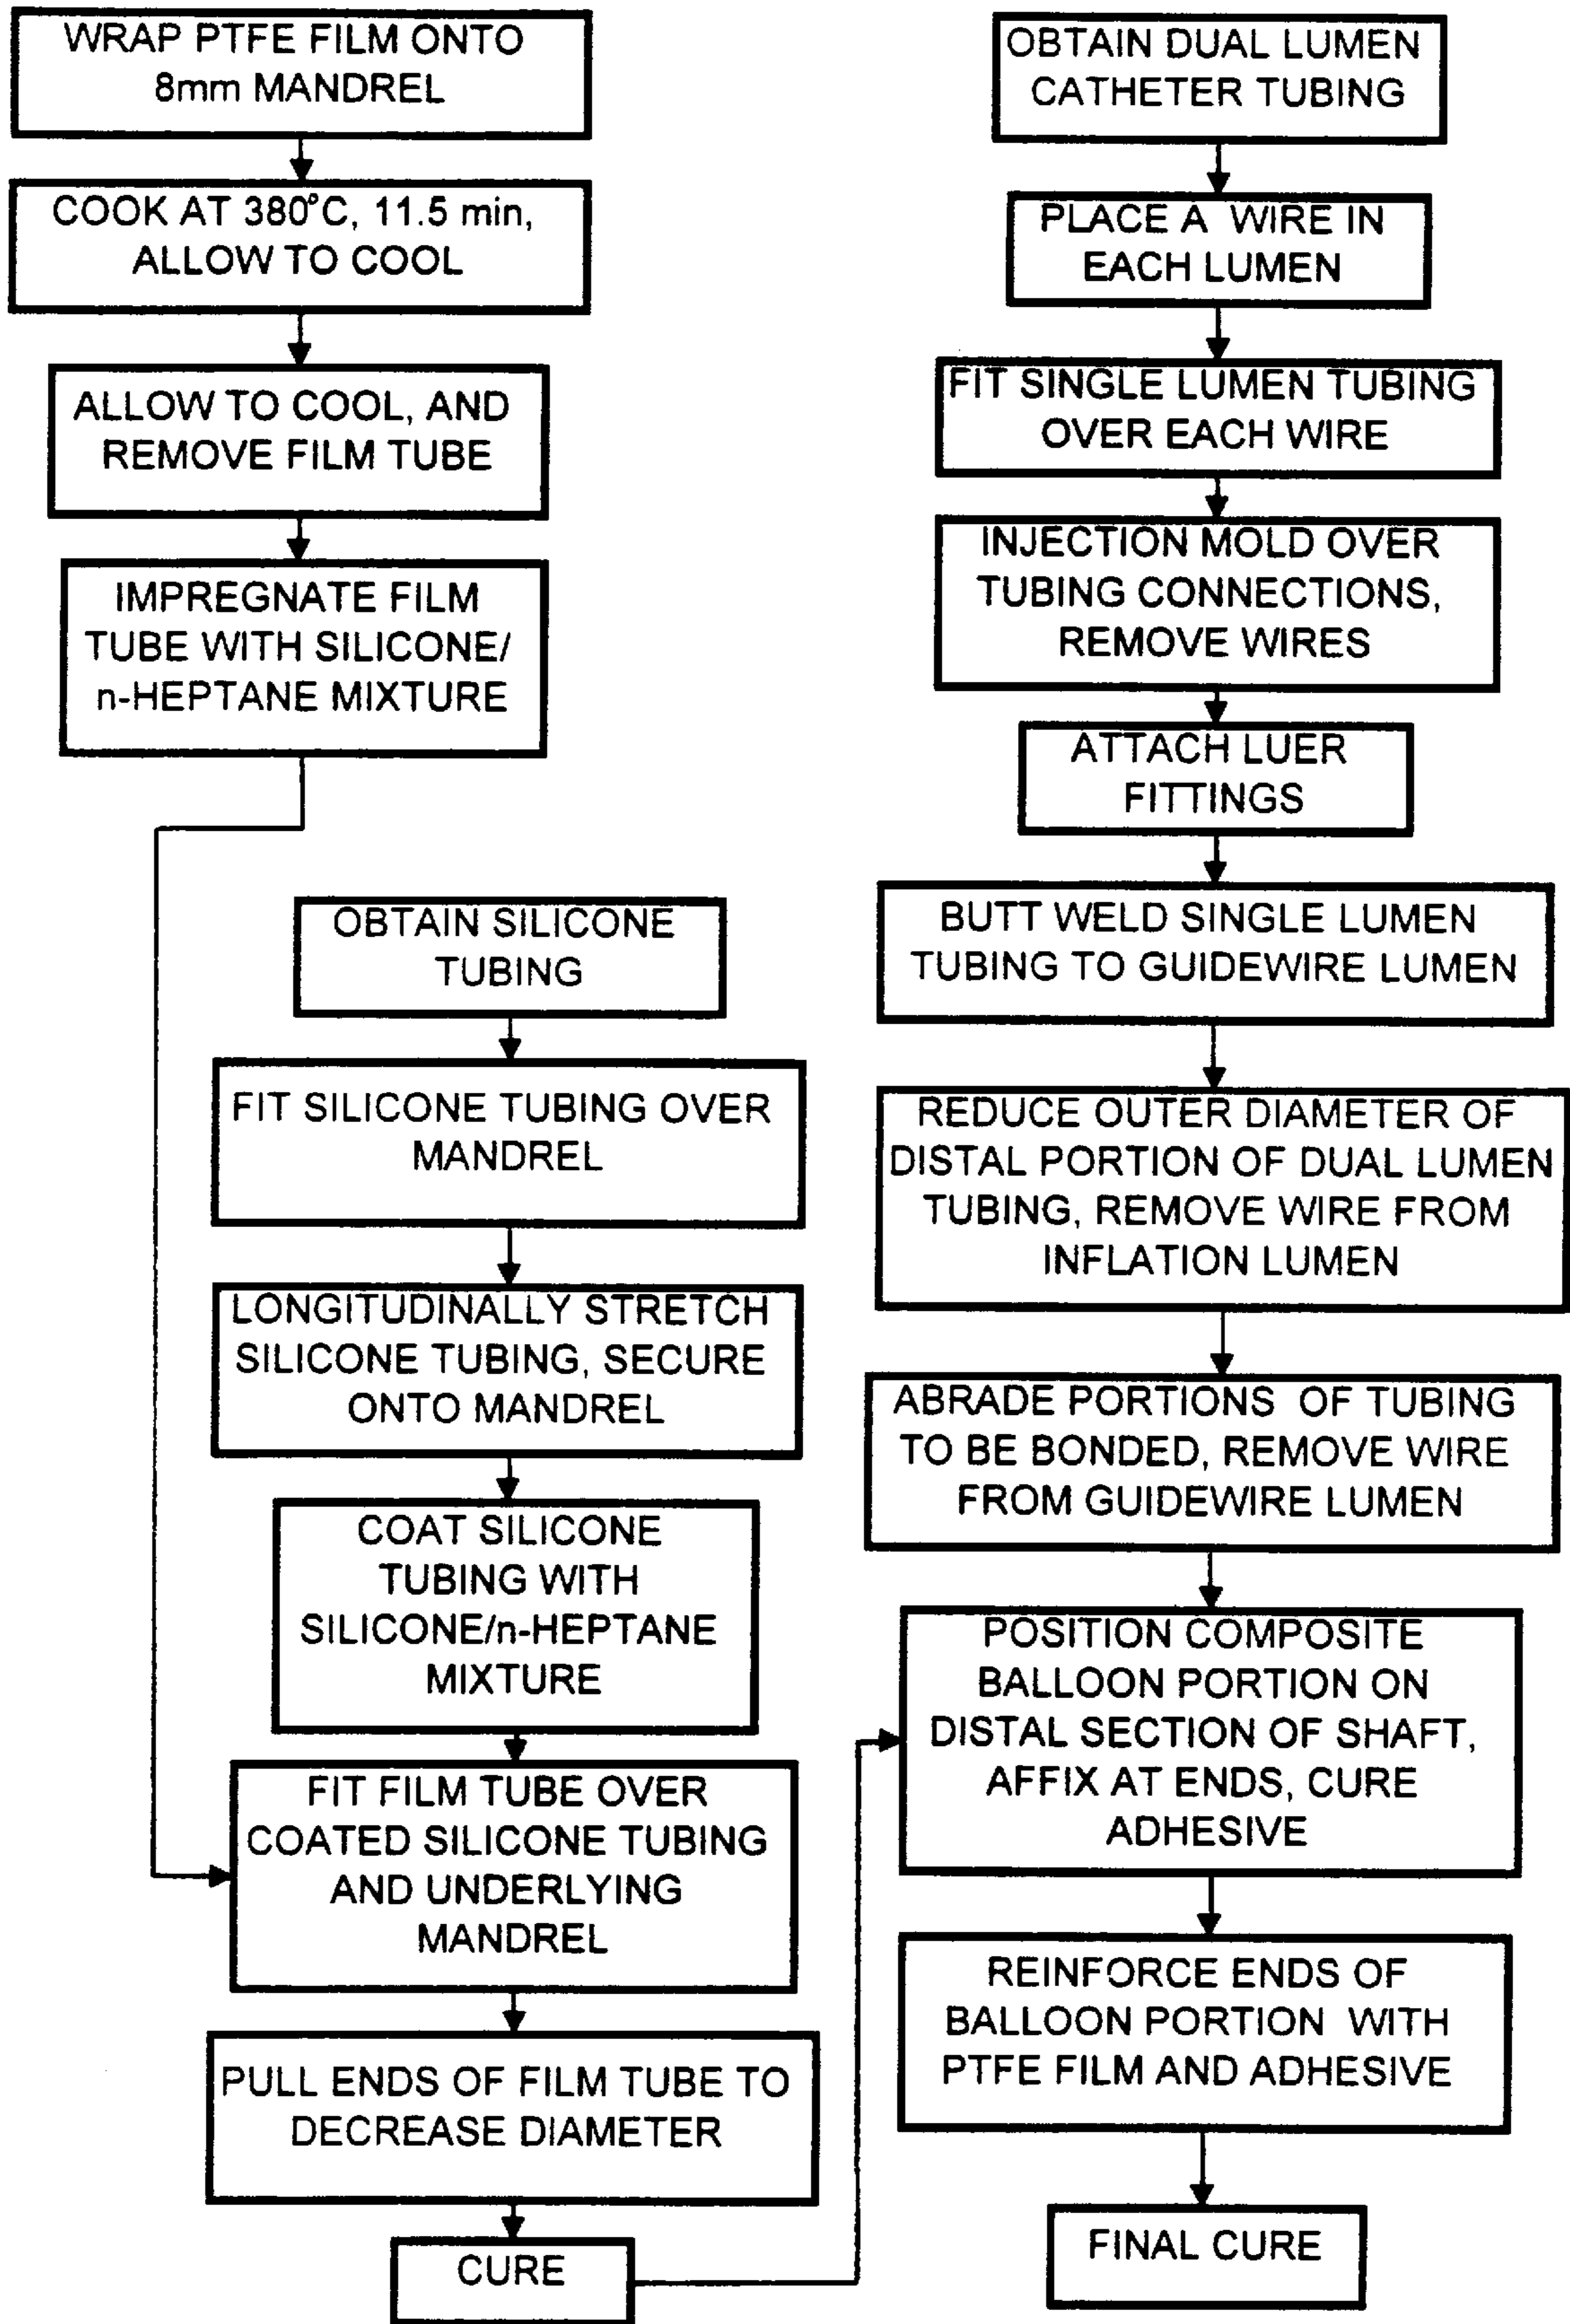 WRAP PTFE FILM ONTO
8mm MANDREL
COOK AT 380°C, 11.5 min,
ALLOW TO COOL
ALLOW TO COOL, AND
REMOVE FILM TUBE
IMPREGNATE FILM
TUBE WITH SILICONE/
n-HEPTANE MIXTURE
OBTAIN SILICONE
TUBING
FIT SILICONE TUBING OVER
MANDREL
LONGITUDINALLY STRETCH
SILICONE TUBING, SECURE
ONTO MANDREL
COAT SILICONE
TUBING WITH
SILICONE/n-HEPTANE
MIXTURE
FIT FILM TUBE OVER
COATED SILICONE TUBING
AND UNDERLYING
MANDREL
PULL ENDS OF FILM TUBE TO
DECREASE DIAMETER
CURE
OBTAIN DUAL LUMEN
CATHETER TUBING
PLACE A WIRE IN
EACH LUMEN
FIT SINGLE LUMEN TUBING
OVER EACH WIRE
INJECTION MOLD OVER
TUBING CONNECTIONS,
REMOVE WIRES
ATTACH LUER
FITTINGS
BUTT WELD SINGLE LUMEN
TUBING TO GUIDEWIRE LUMEN
REDUCE OUTER DIAMETER OF
DISTAL PORTION OF DUAL LUMEN
TUBING, REMOVE WIRE FROM
INFLATION LUMEN
ABRADE PORTIONS OF TUBING
TO BE BONDED, REMOVE WIRE
FROM GUIDEWIRE LUMEN
POSITION COMPOSITE
BALLOON PORTION ON
DISTAL SECTION OF SHAFT,
AFFIX AT ENDS, CURE
ADHESIVE
REINFORCE ENDS OF
BALLOON PORTION WITH
PTFE FILM AND ADHESIVE
FINAL CURE